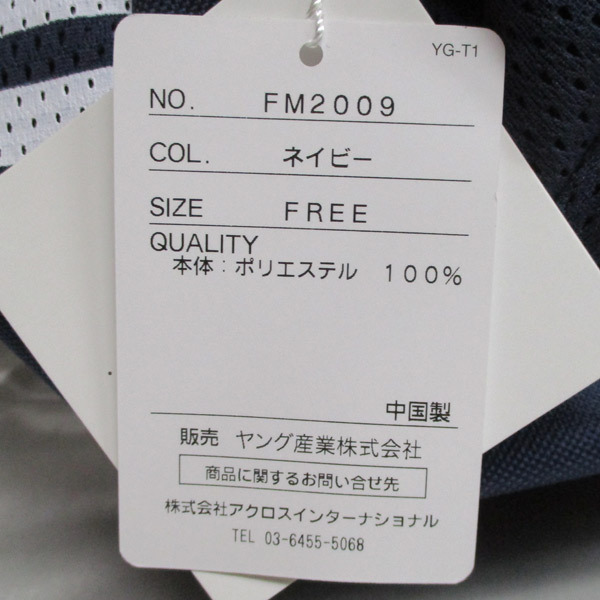 YG-T1
NO. FM2009
COL. ネイビー
SIZE FREE
QUALITY
本体:ポリエステル 100%
中国製
販売 ヤング産業株式会社
商品に関するお問い合せ先
株式会社アクロスインターナショナル
TEL 03-6455-5068